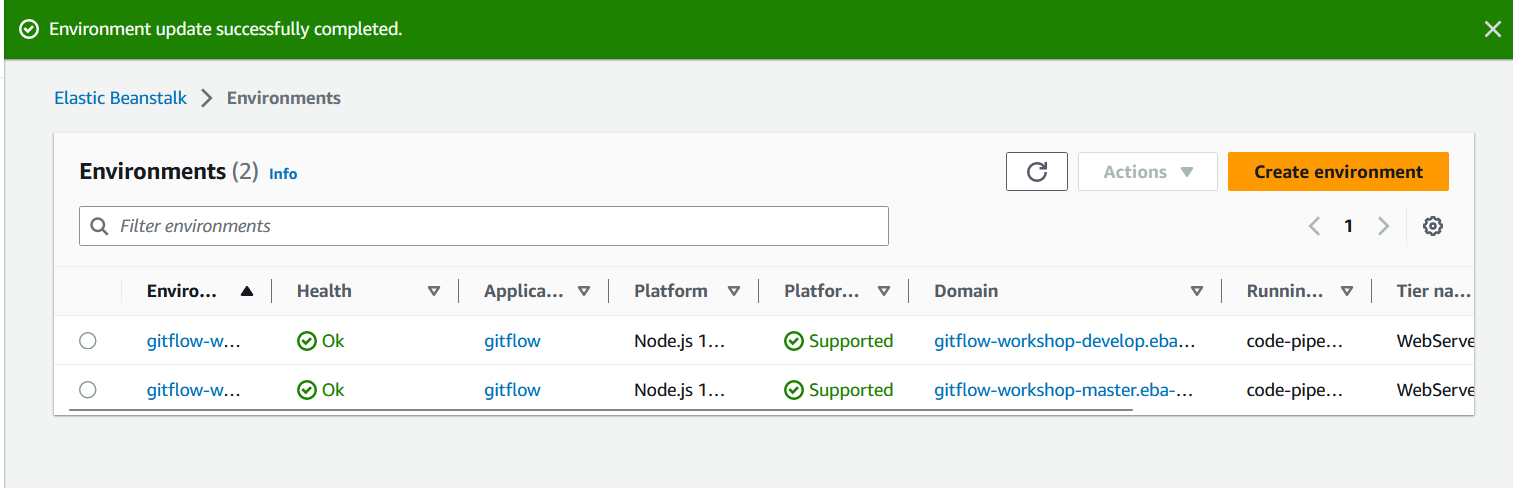 Environment update successfully completed.
Elastic Beanstalk > Environments
Environments (2) Info
Actions
Create environment
Filter environments
1
Enviro... Health Applica... Platform Platfor... Domain Runnin... Tier na...
gitflow-w... Ok gitflow Node.js 1... Supported gitflow-workshop-develop.eba... code-pipe... WebServe
gitflow-w... Ok gitflow Node.js 1... Supported gitflow-workshop-master.eba-... code-pipe... WebServe